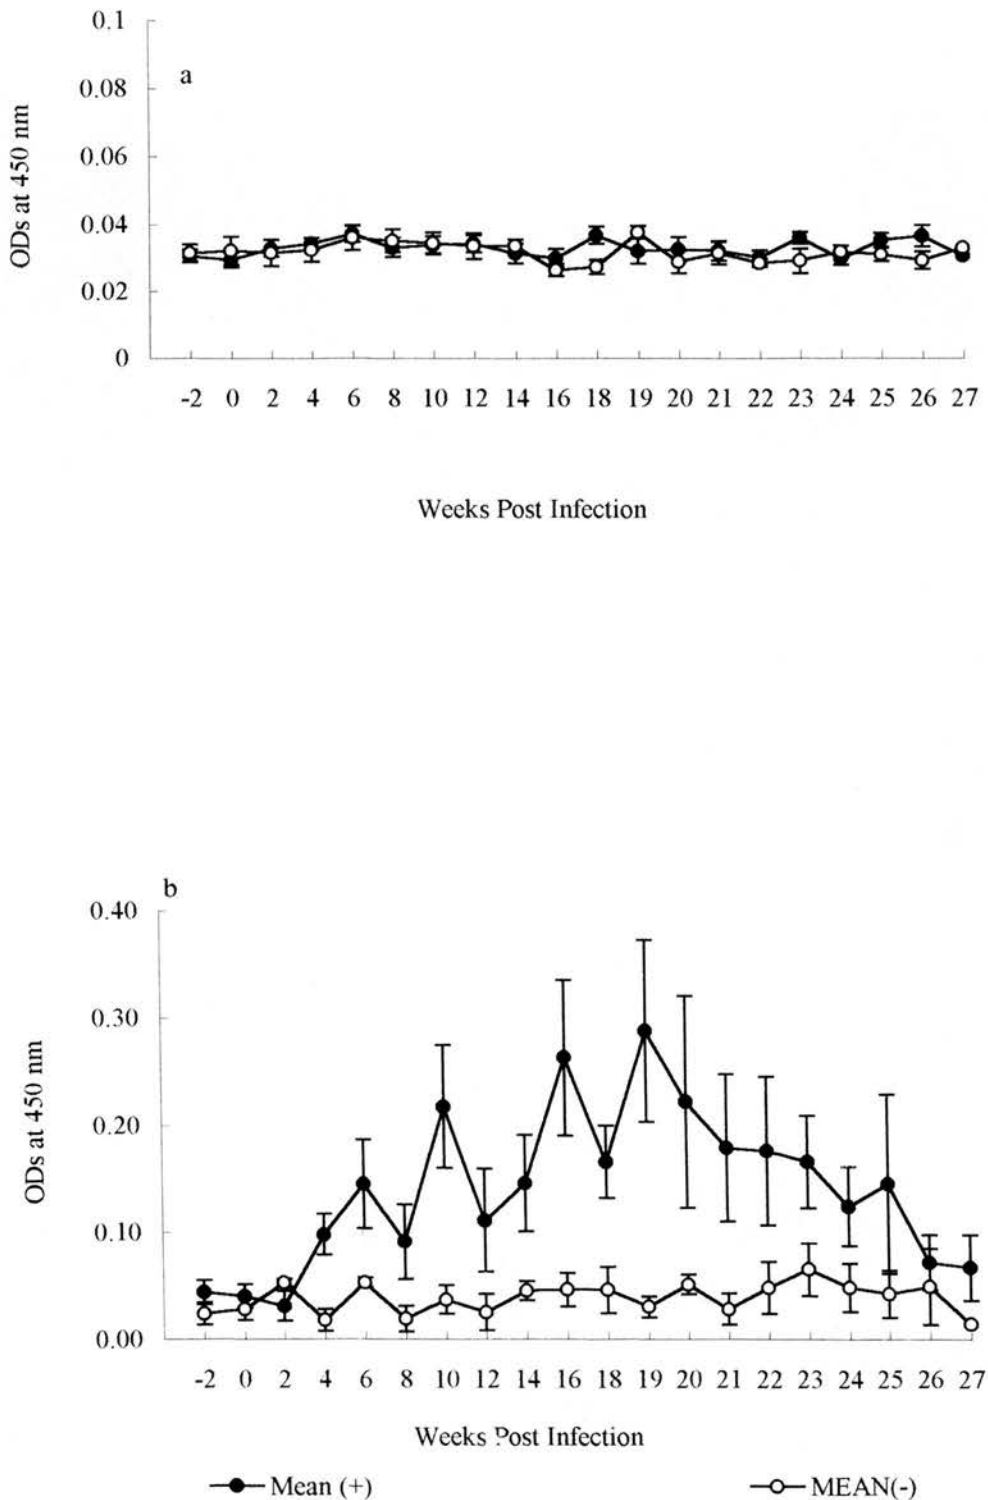 0.1
a
0.08
0.06
0.04
0.02
0
ODs at 450 nm
-2 0 2 4 6 8 10 12 14 16 18 19 20 21 22 23 24 25 26 27
Weeks Post Infection
b
0.40
0.30
0.20
0.10
0.00
ODs at 450 nm
-2 0 2 4 6 8 10 12 14 16 18 19 20 21 22 23 24 25 26 27
Weeks Post Infection
Mean (+) MEAN(-)